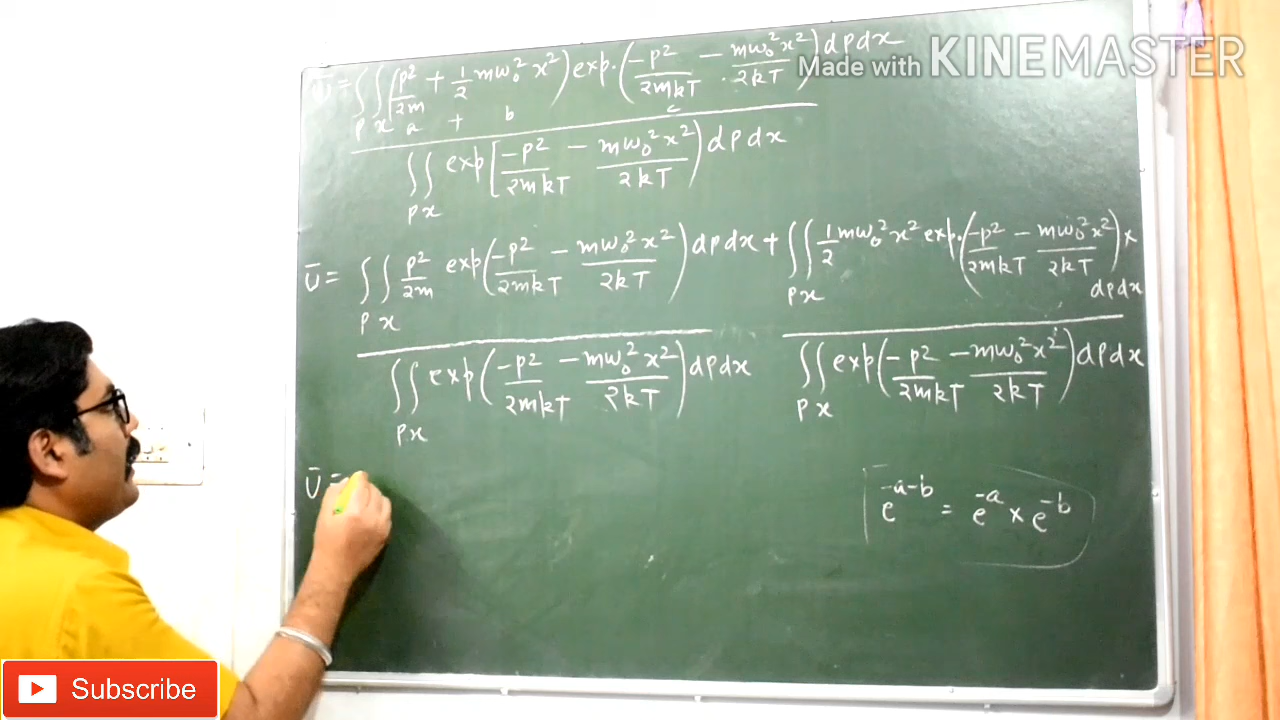 Ū = ∫∫ (p²/2m + 1/2 mω₀² x²) exp. (-p²/2mkT - mω₀²x²/2kT) dp dx
p x a + b c
∫∫ exp [-p²/2mkT - mω₀²x²/2kT) dp dx
p x
Ū = ∫∫ p²/2m exp (-p²/2mkT - mω₀²x²/2kT) dp dx + ∫∫ 1/2 mω₀²x² exp. (-p²/2mkT - mω₀²x²/2kT) x
p x p x dp dx
∫∫ exp (-p²/2mkT - mω₀²x²/2kT) dp dx ∫∫ exp (-p²/2mkT - mω₀²x²/2kT) dp dx
p x p x
Ū =
e^(-a-b) = e^(-a) × e^(-b)
Made with KINEMASTER
Subscribe